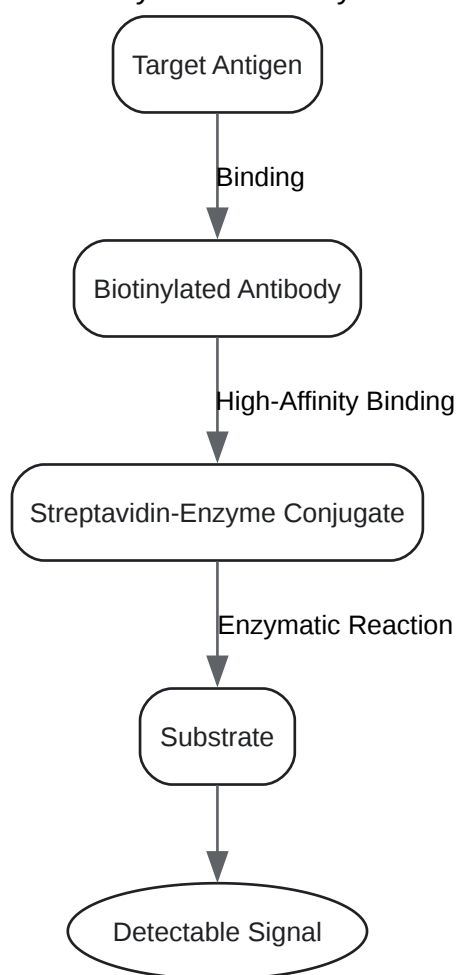 Target Antigen
Binding
Biotinylated Antibody
High-Affinity Binding
Streptavidin-Enzyme Conjugate
Enzymatic Reaction
Substrate
Detectable Signal